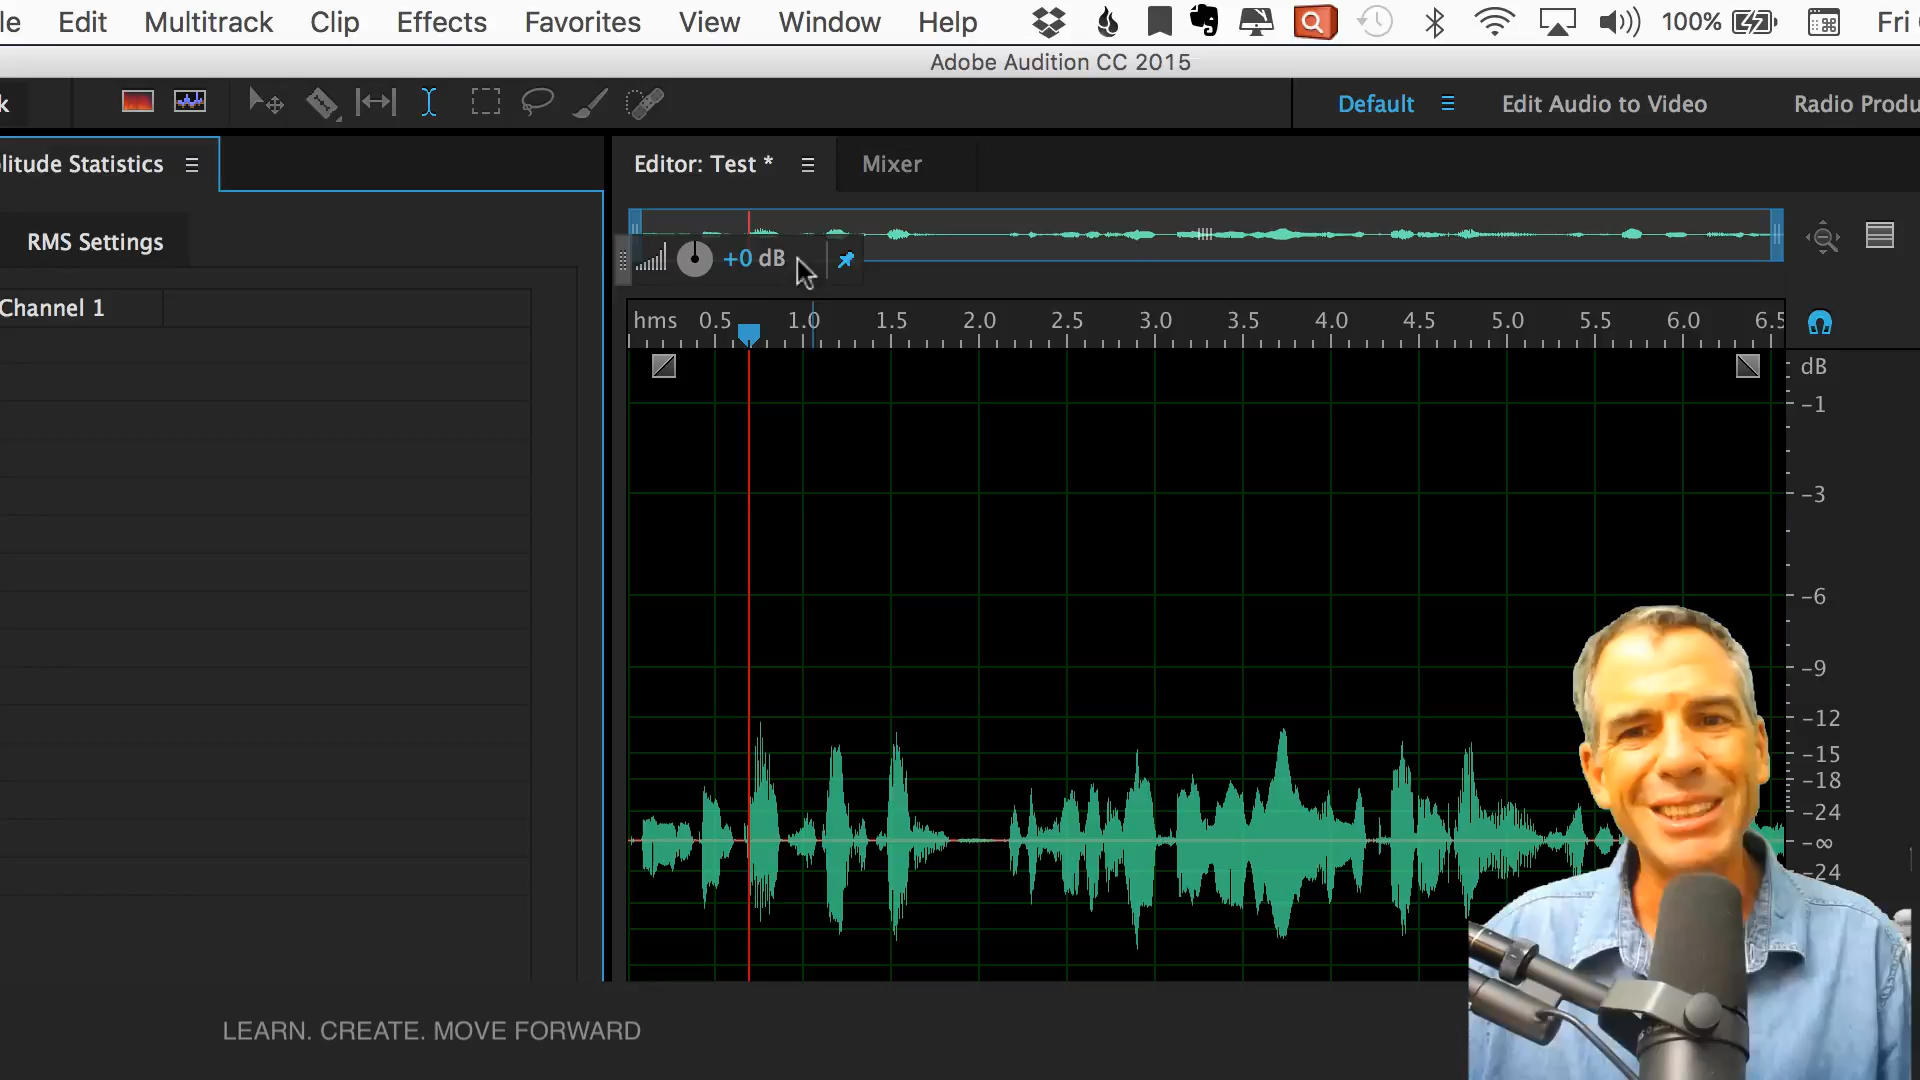 le Edit Multitrack Clip Effects Favorites View Window Help 100% Fri
Adobe Audition CC 2015
k Default Edit Audio to Video Radio Produ
litude Statistics Editor: Test * Mixer
RMS Settings
+0 dB
Channel 1
hms 0.5 1.0 1.5 2.0 2.5 3.0 3.5 4.0 4.5 5.0 5.5 6.0 6.5
dB
-1
-3
-6
-9
-12
-15
-18
-24
-∞
-24
LEARN. CREATE. MOVE FORWARD